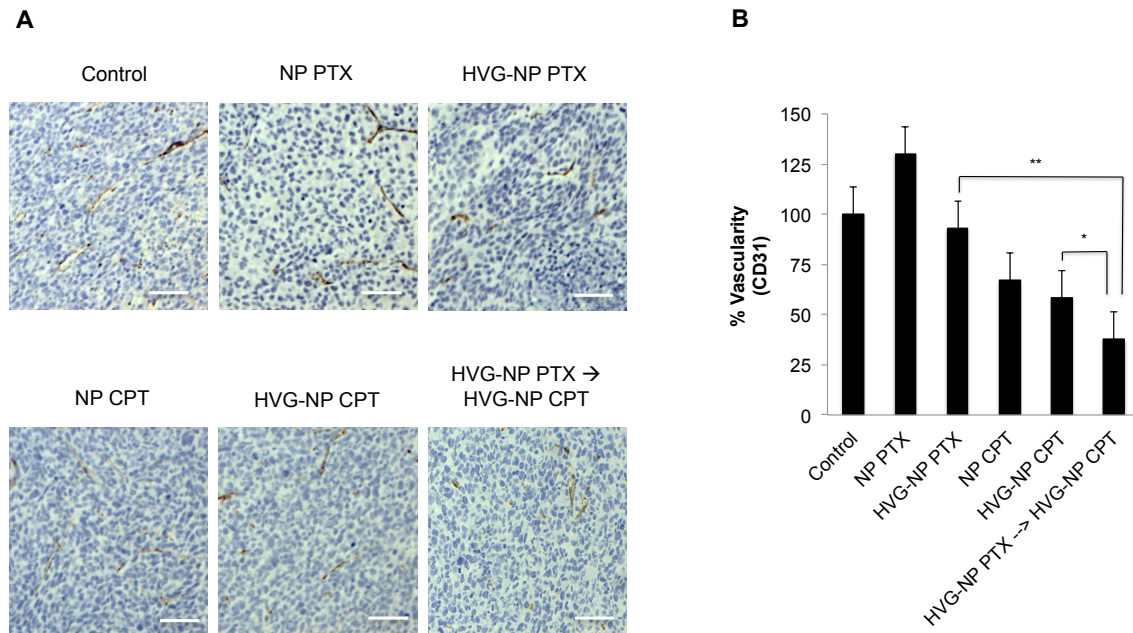 A
Control
NP PTX
HVG-NP PTX
NP CPT
HVG-NP CPT
HVG-NP PTX →
HVG-NP CPT
B
% Vascularity
(CD31)
150
125
100
75
50
25
0
**
*
Control
NP PTX
HVG-NP PTX
NP CPT
HVG-NP CPT
HVG-NP PTX --> HVG-NP CPT